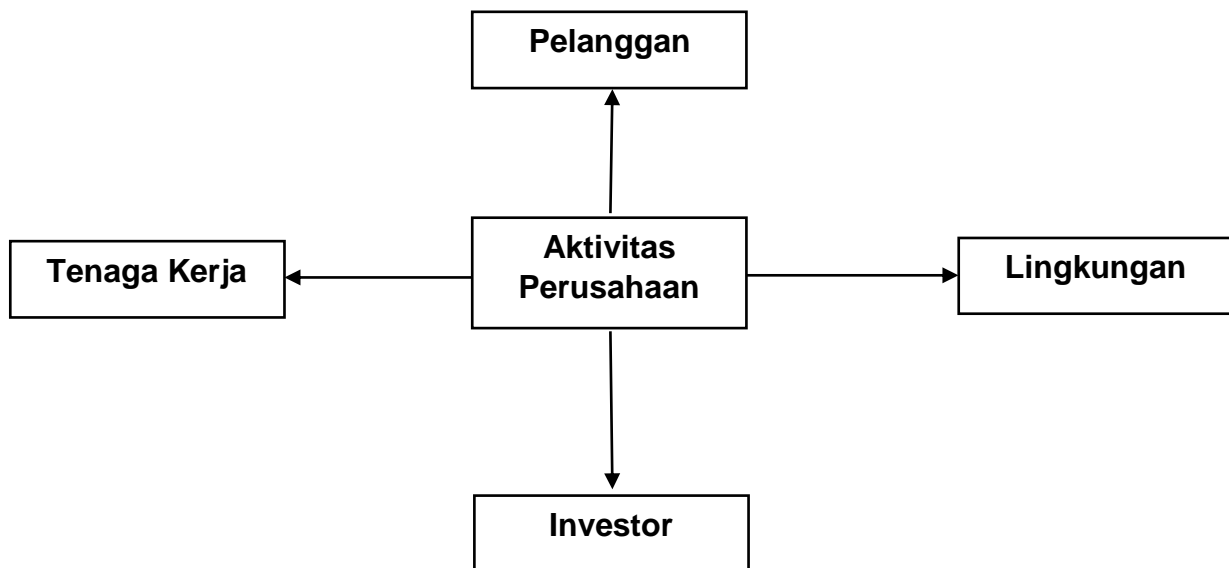 Pelanggan
Tenaga Kerja
Aktivitas
Perusahaan
Lingkungan
Investor